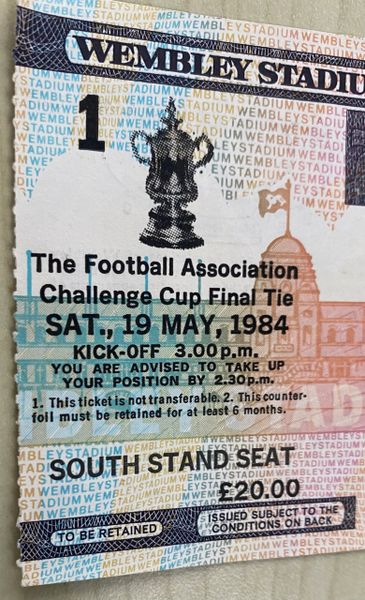 WEMBLEY STADIU
1
The Football Association
Challenge Cup Final Tie
SAT., 19 MAY, 1984
KICK-OFF 3.00 p.m.
YOU ARE ADVISED TO TAKE UP
YOUR POSITION BY 2.30 p.m.
1. This ticket is not transferable. 2. This counter-
foil must be retained for at least 6 months.
SOUTH STAND SEAT
£20.00
TO BE RETAINED
ISSUED SUBJECT TO THE
CONDITIONS ON BACK